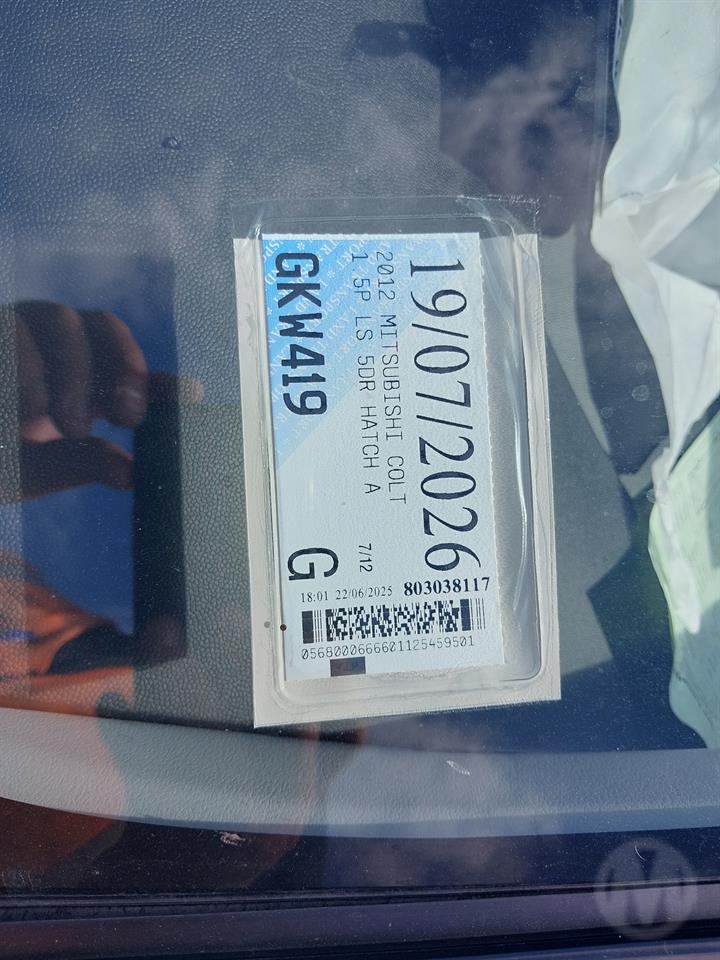 19/07/2026
2012 MITSUBISHI COLT
1.5P LS 5DR HATCH A
7/12
GKW419
G
18:01 22/06/2025 803038117
0568000666601125459501
M